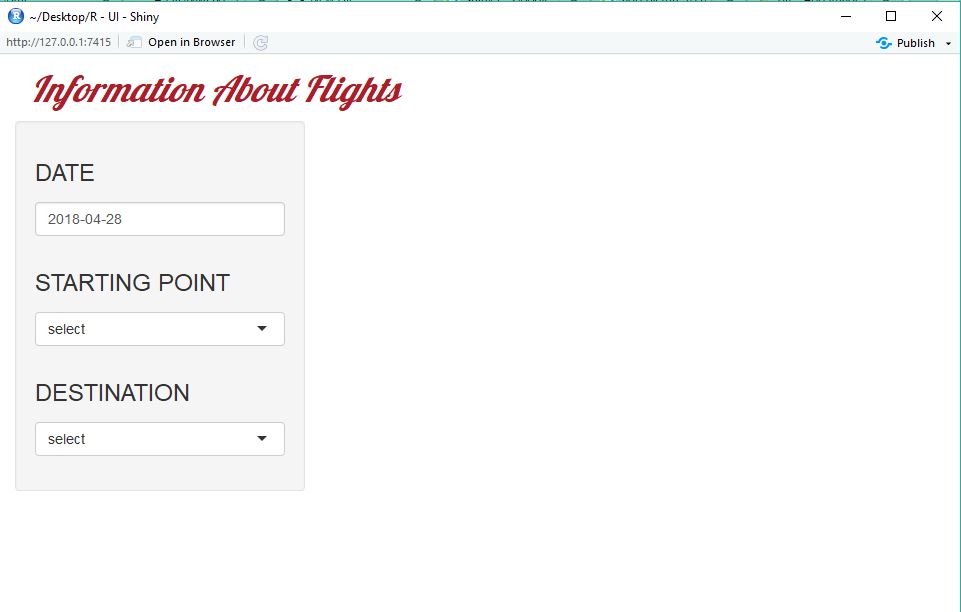 ~/Desktop/R - UI - Shiny
http://127.0.0.1:7415 Open in Browser Publish
Information About Flights
DATE
2018-04-28
STARTING POINT
select
DESTINATION
select